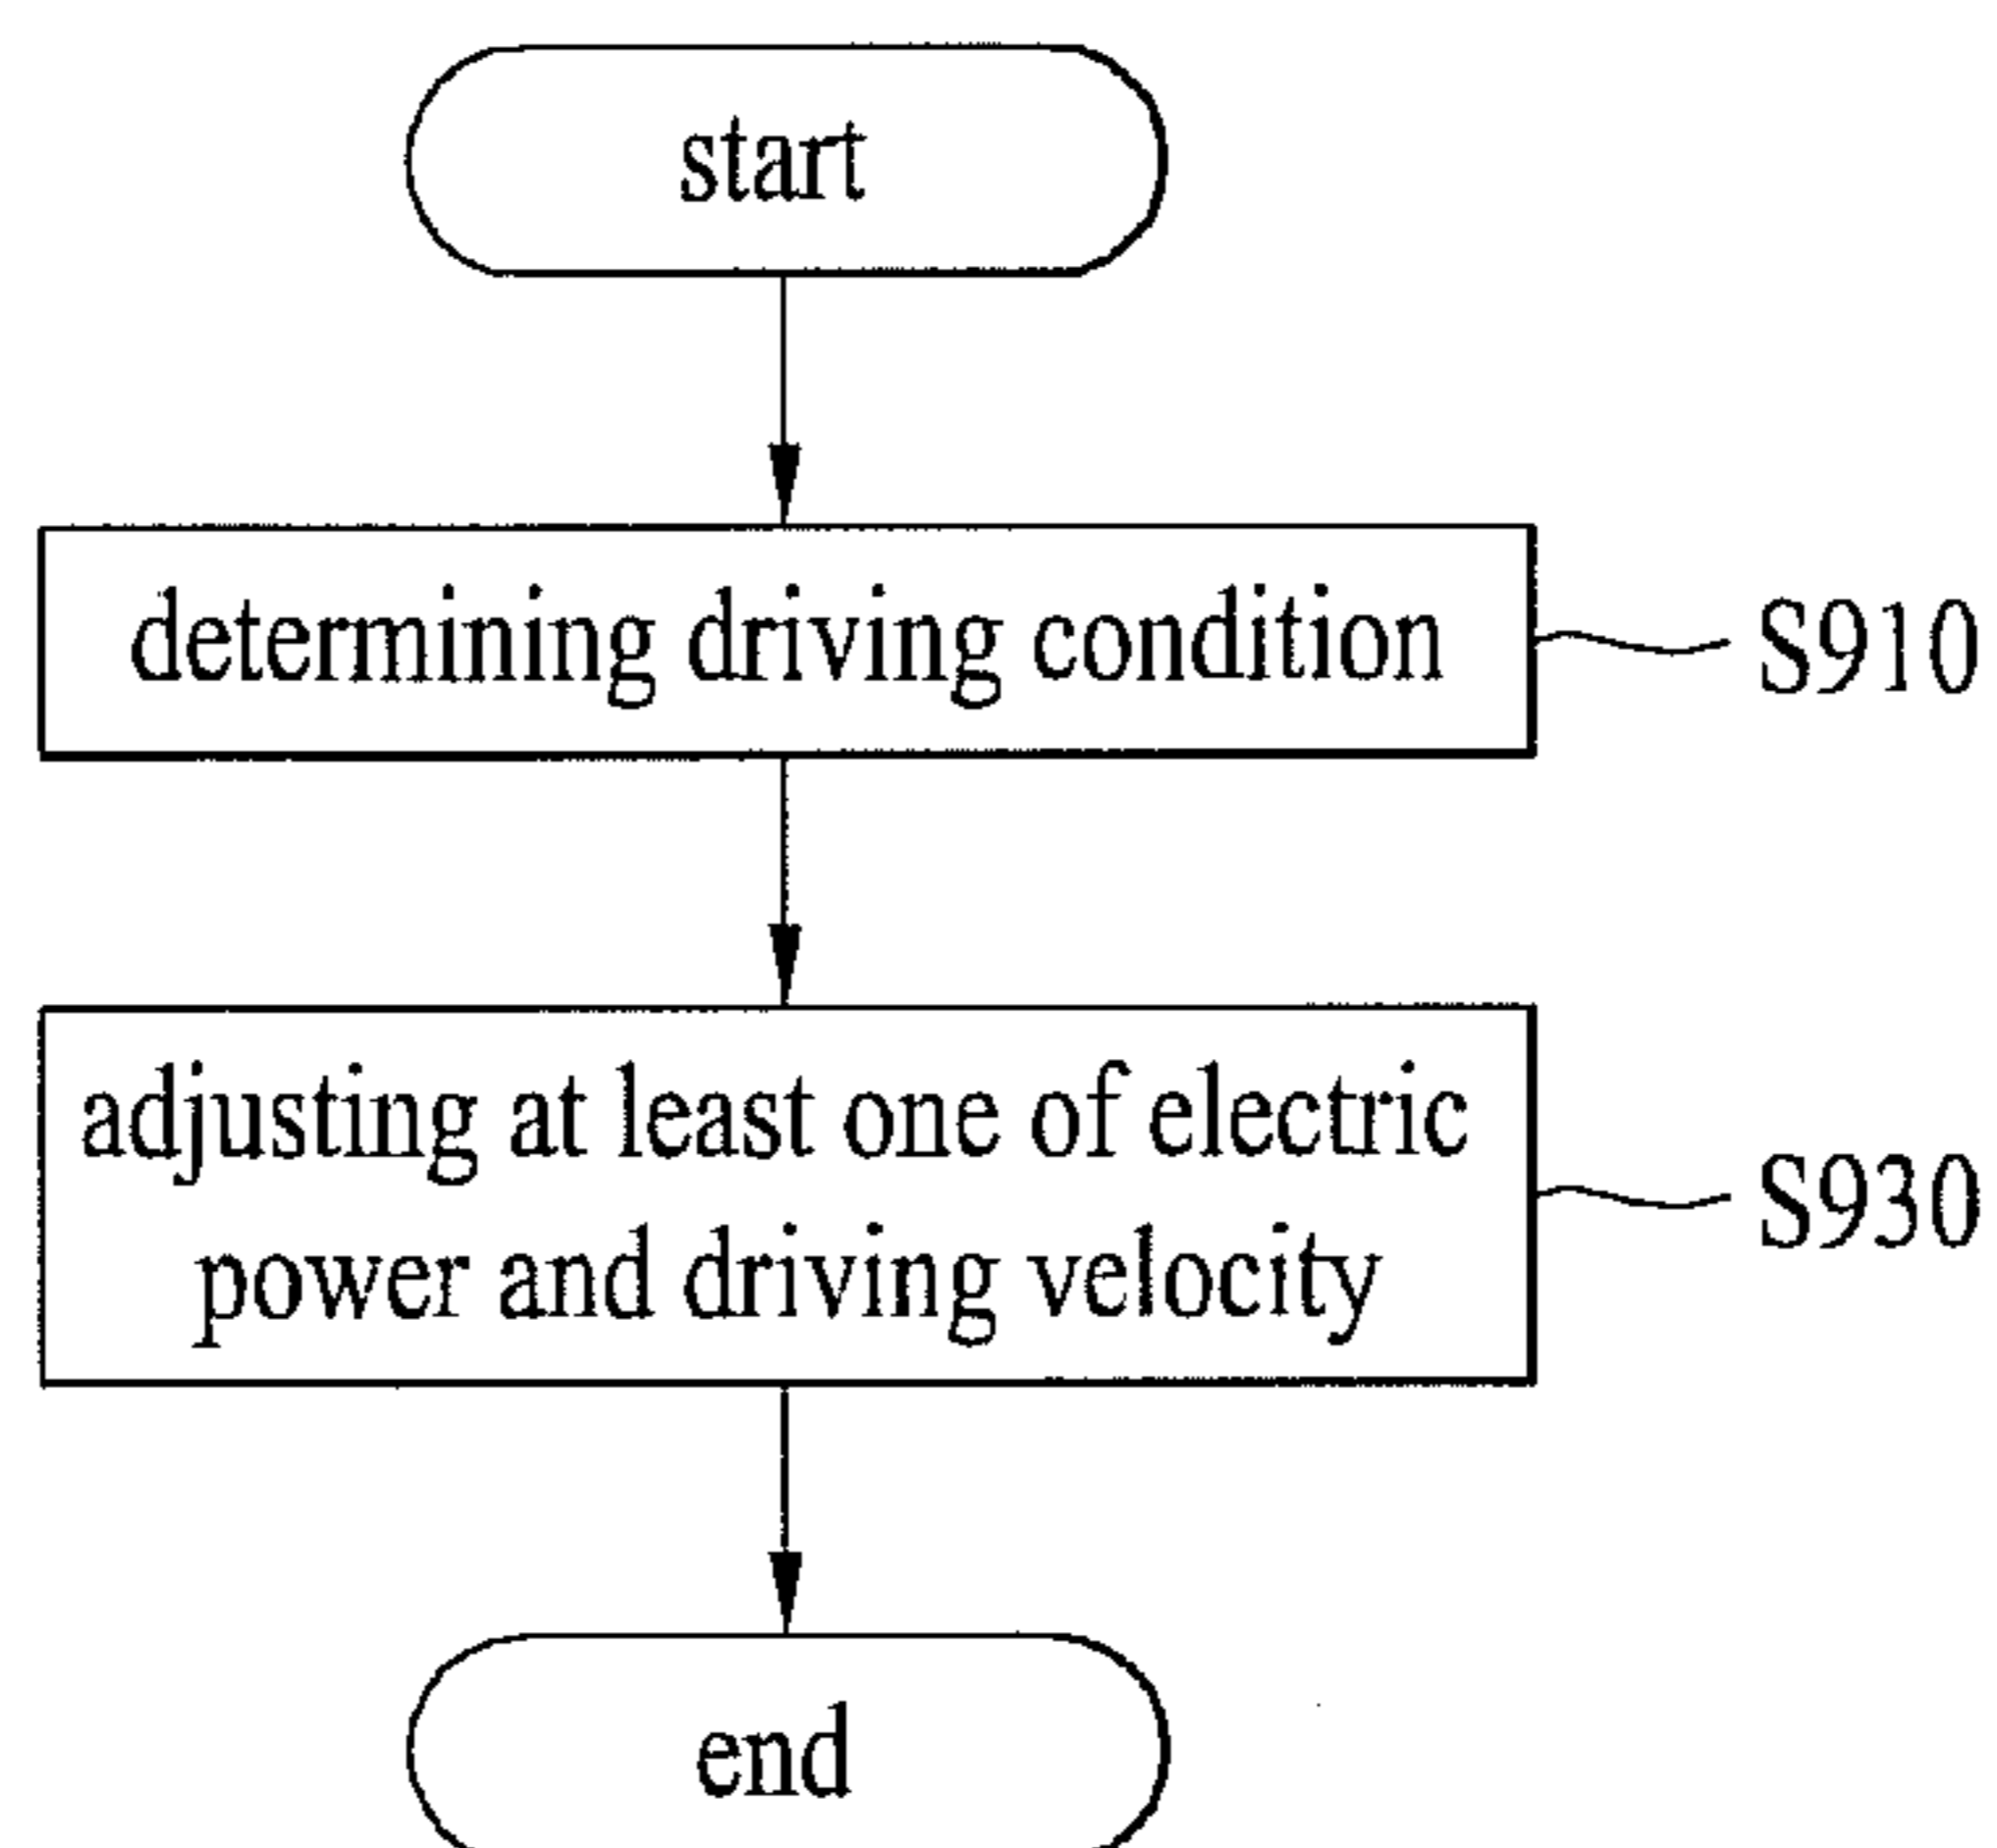 start
determining driving condition
S910
adjusting at least one of electric
power and driving velocity
S930
end